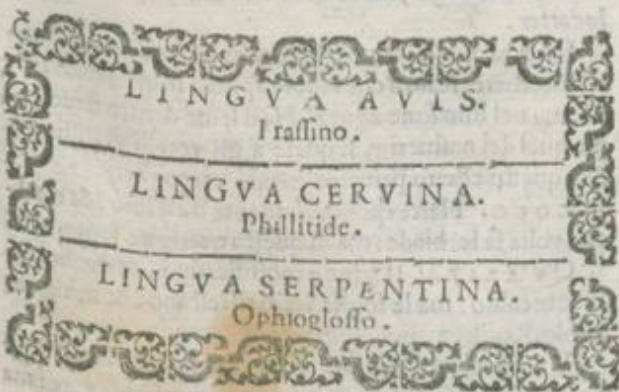 LINGVA AVIS.
Frassino.
LINGVA CERVINA.
Phillitide.
LINGVA SERPENTINA.
Ophioglosso.